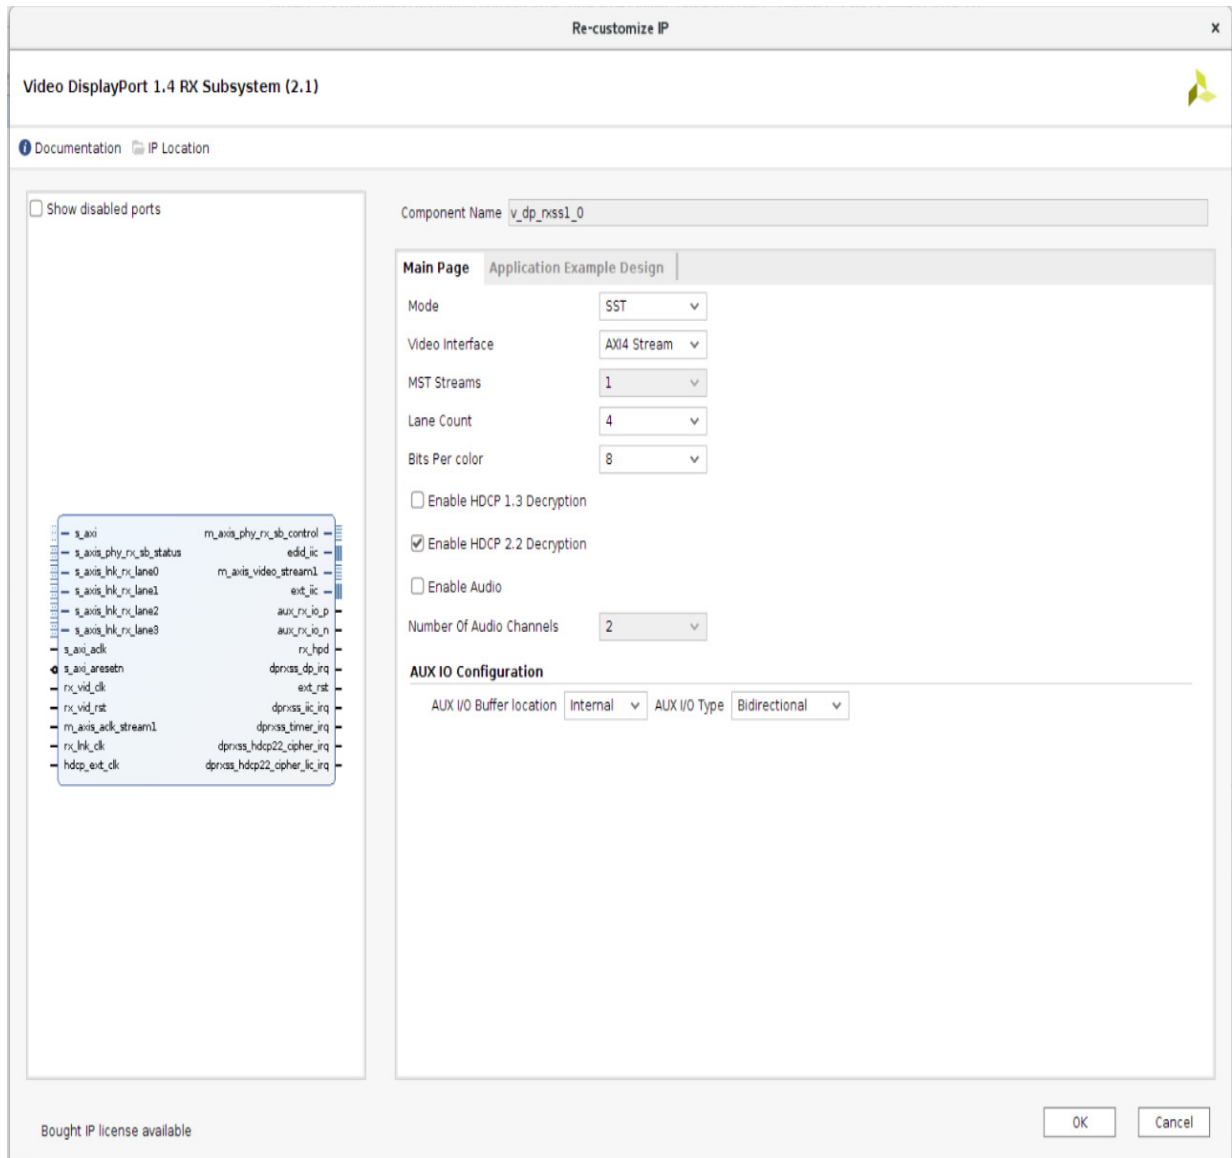 Re-customize IP
x
Video DisplayPort 1.4 RX Subsystem (2.1)
Documentation IP Location
Show disabled ports
s_axi
s_axis_phy_rx_sb_status
s_axis_lnk_rx_lane0
s_axis_lnk_rx_lane1
s_axis_lnk_rx_lane2
s_axis_lnk_rx_lane3
s_axi_aclk
s_axi_aresetn
rx_vid_clk
rx_vid_rst
m_axis_aclk_stream1
rx_lnk_clk
hdcp_ext_clk
m_axis_phy_rx_sb_control
edid_iic
m_axis_video_stream1
ext_iic
aux_rx_io_p
aux_rx_io_n
rx_hpd
dprxss_dp_irq
ext_rst
dprxss_iic_irq
dprxss_timer_irq
dprxss_hdcp22_cipher_irq
dprxss_hdcp22_cipher_lic_irq
Component Name v_dp_rxss1_0
Main Page Application Example Design
Mode SST
Video Interface AXI4 Stream
MST Streams 1
Lane Count 4
Bits Per color 8
Enable HDCP 1.3 Decryption
Enable HDCP 2.2 Decryption
Enable Audio
Number Of Audio Channels 2
AUX IO Configuration
AUX I/O Buffer location Internal AUX I/O Type Bidirectional
Bought IP license available
OK Cancel